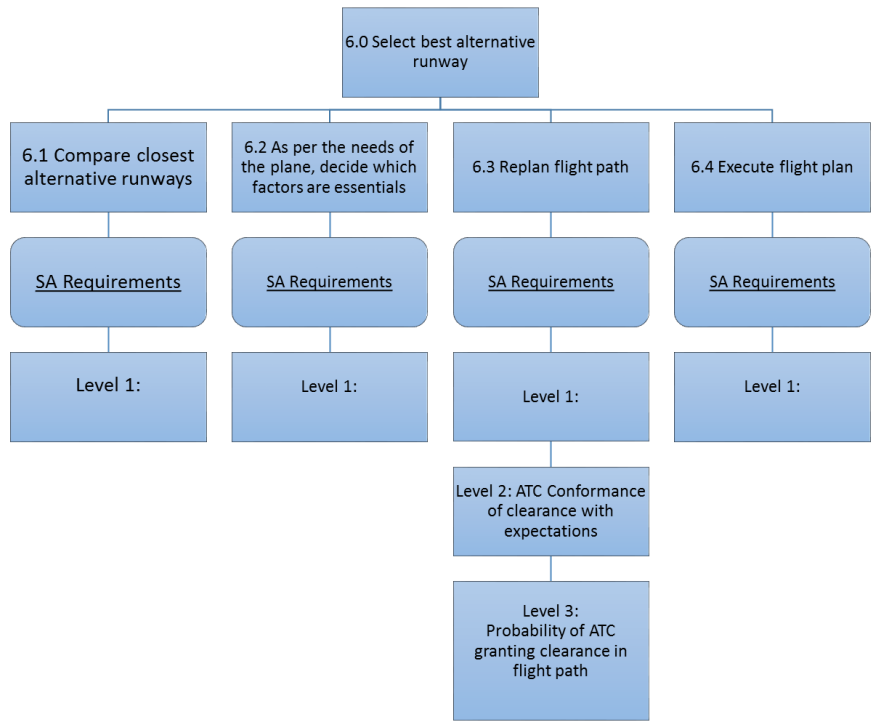 6.0 Select best alternative
runway
6.1 Compare closest
alternative runways
6.2 As per the needs of
the plane, decide which
factors are essentials
6.3 Replan flight path
6.4 Execute flight plan
SA Requirements
SA Requirements
SA Requirements
SA Requirements
Level 1:
Level 1:
Level 1:
Level 1:
Level 2: ATC Conformance
of clearance with
expectations
Level 3:
Probability of ATC
granting clearance in
flight path